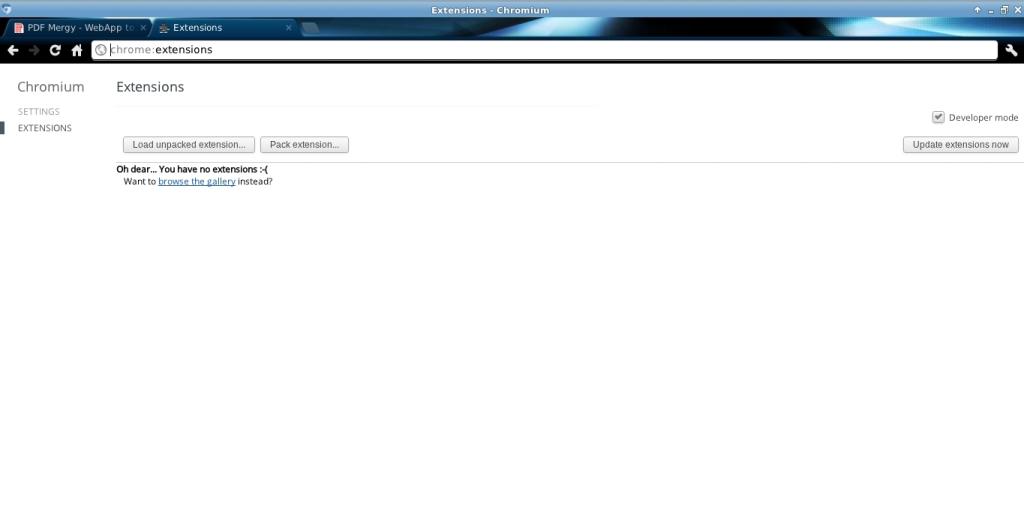 Extensions - Chromium
PDF Mergy - WebApp to
Extensions
chrome:extensions
Chromium
Extensions
SETTINGS
EXTENSIONS
Developer mode
Load unpacked extension...
Pack extension...
Update extensions now
Oh dear... You have no extensions :-(
Want to browse the gallery instead?